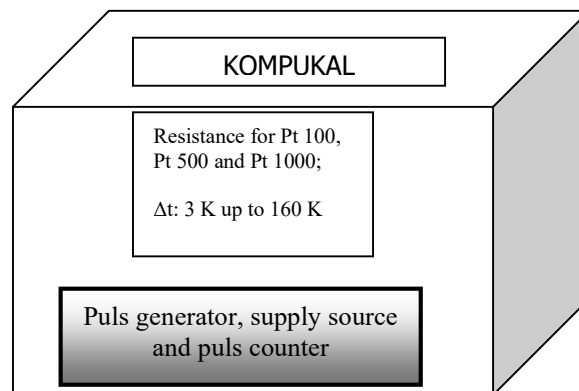 KOMPUKAL
Resistance for Pt 100,
Pt 500 and Pt 1000;
Δt: 3 K up to 160 K
Puls generator, supply source
and puls counter